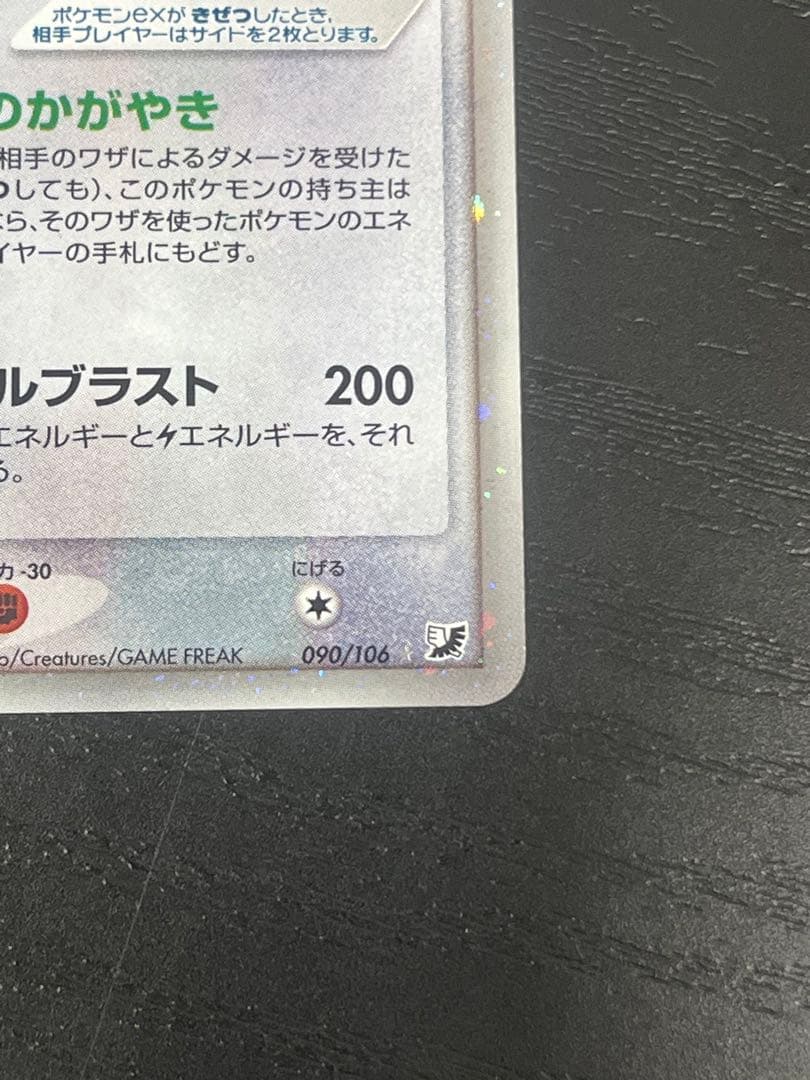 ポケモンexが きぜつしたとき、
相手プレイヤーはサイドを2枚とります。
のかがやき
相手のワザによるダメージを受けた
つしても)、このポケモンの持ち主は
ら、そのワザを使ったポケモンのエネ
イヤーの手札にもどす。
ルブラスト 200
エネルギーとエネルギーを、それ
る。
力 -30 にげる
o/Creatures/GAME FREAK 090/106